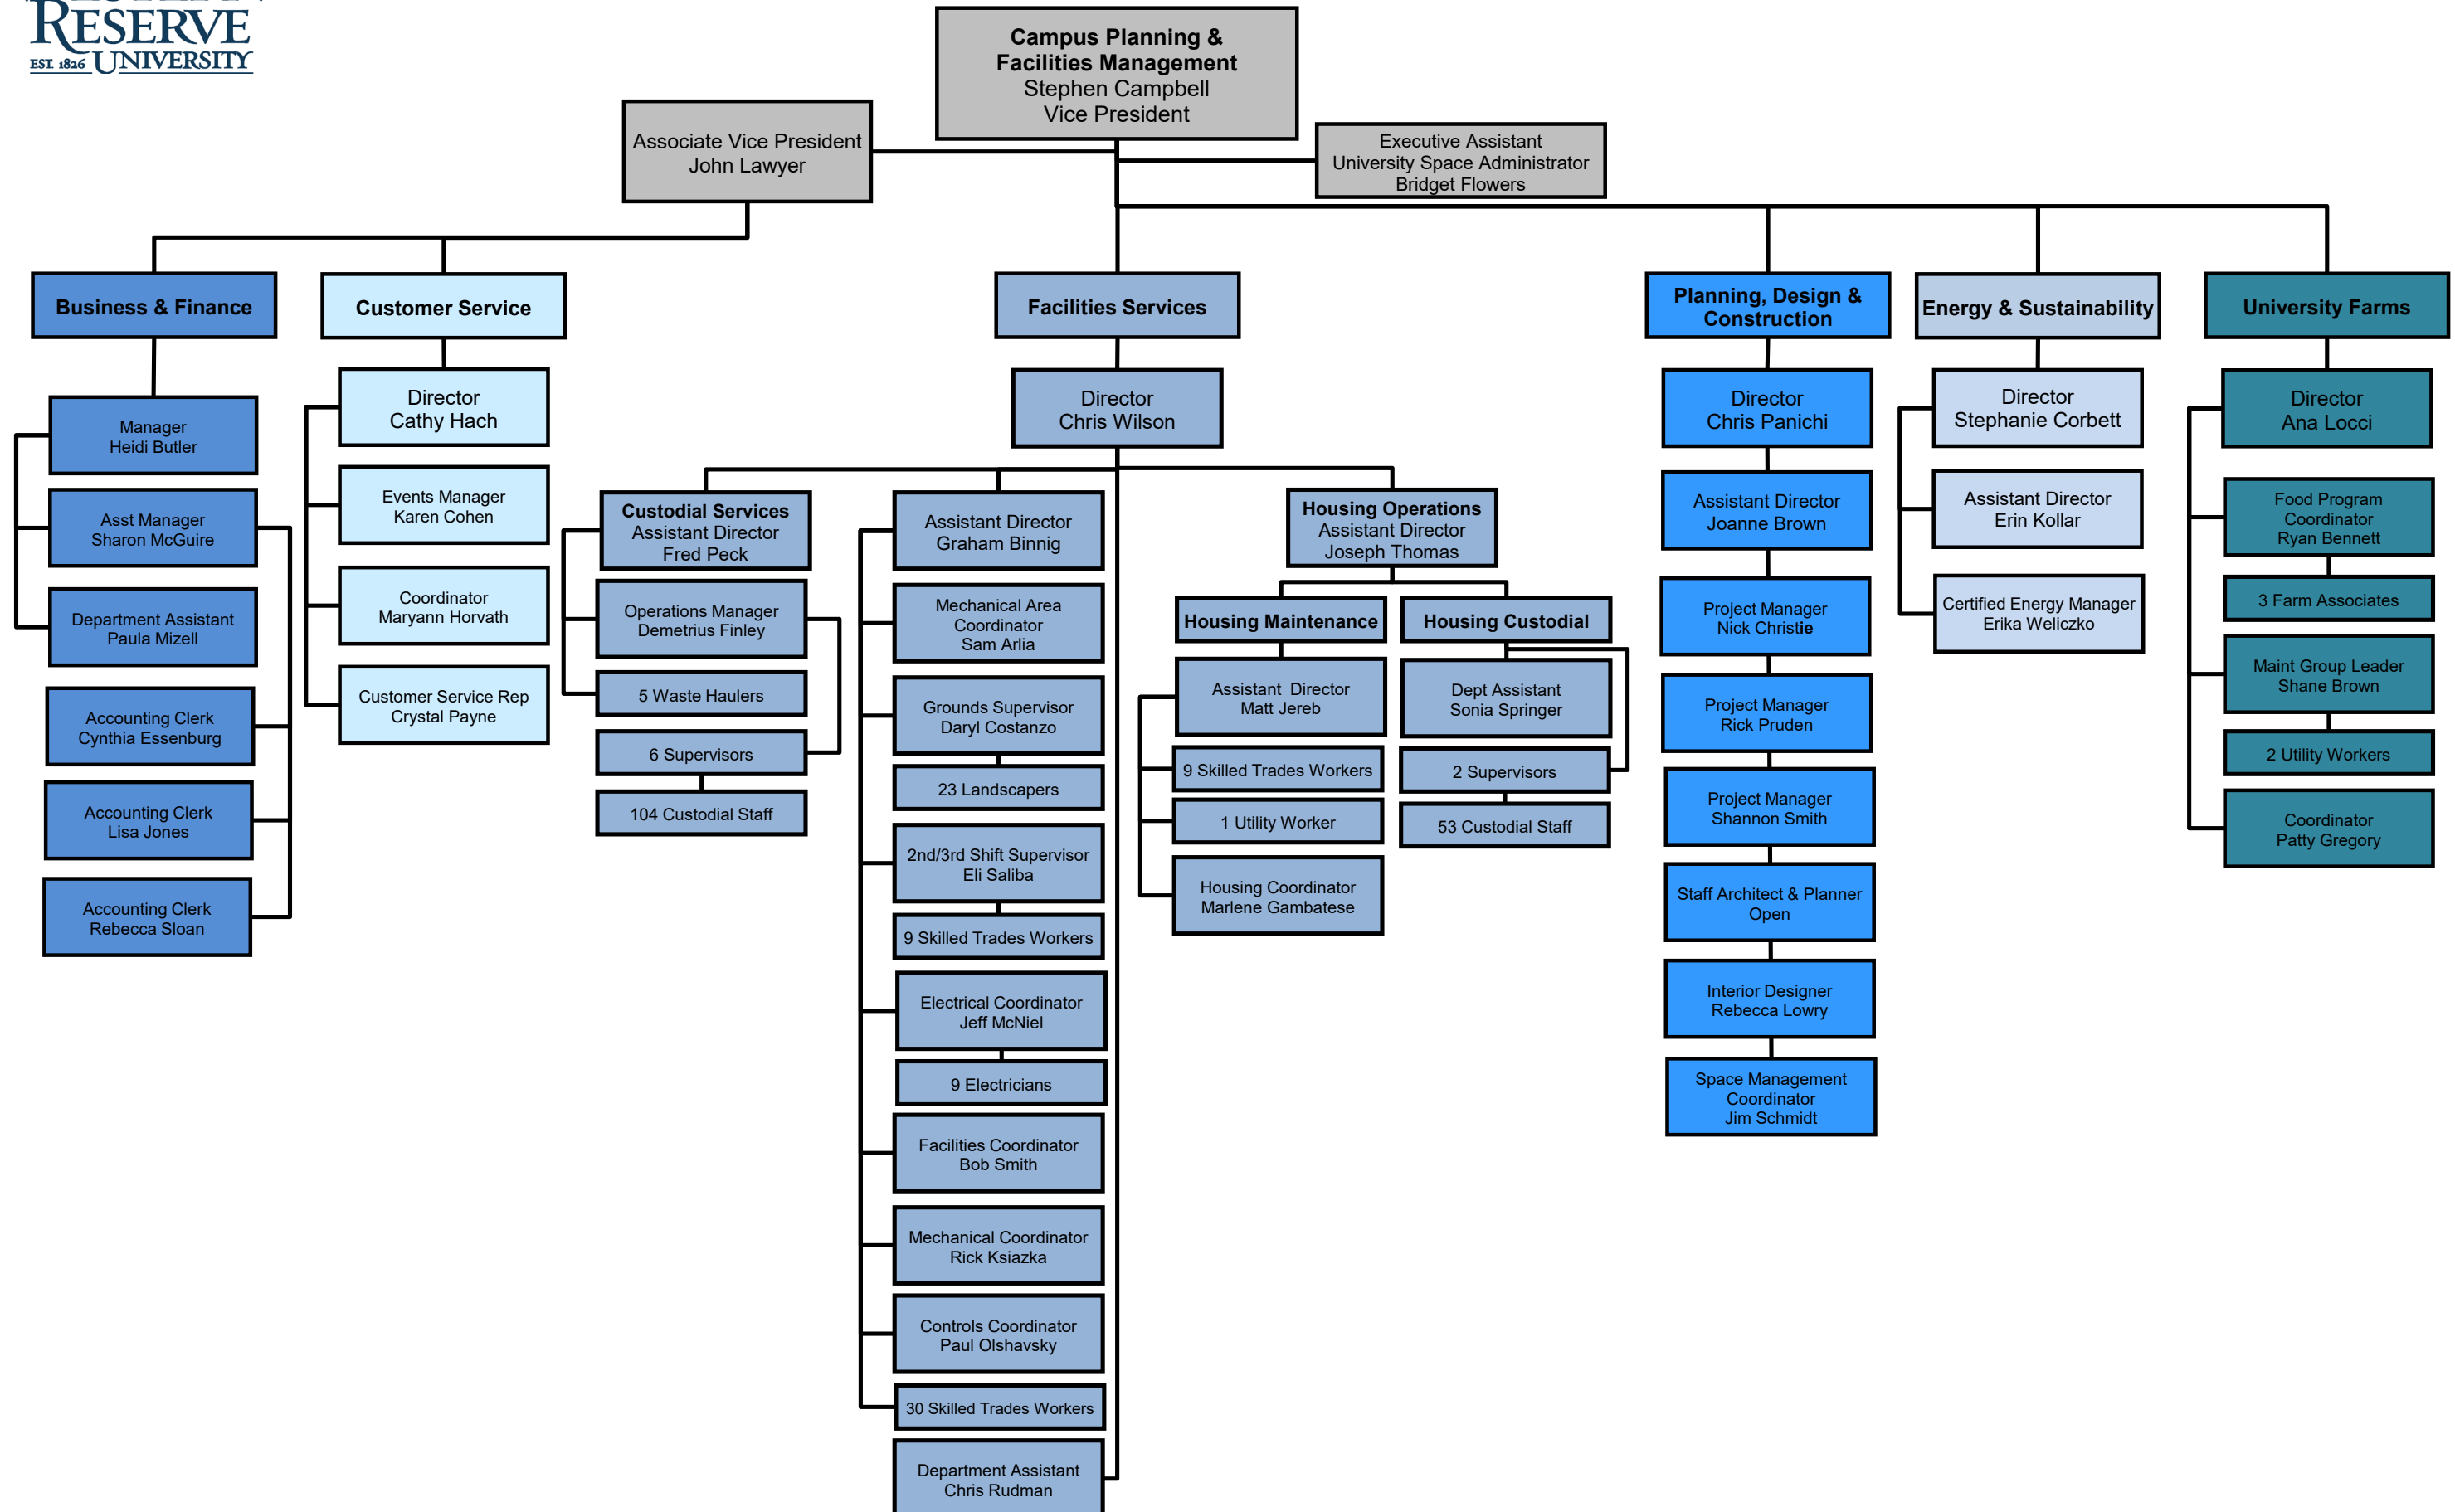 RESERVE
EST. 1826 UNIVERSITY
Campus Planning &
Facilities Management
Stephen Campbell
Vice President
Associate Vice President
John Lawyer
Executive Assistant
University Space Administrator
Bridget Flowers
Business & Finance
Manager
Heidi Butler
Asst Manager
Sharon McGuire
Department Assistant
Paula Mizell
Accounting Clerk
Cynthia Essenburg
Accounting Clerk
Lisa Jones
Accounting Clerk
Rebecca Sloan
Customer Service
Director
Cathy Hach
Events Manager
Karen Cohen
Coordinator
Maryann Horvath
Customer Service Rep
Crystal Payne
Facilities Services
Director
Chris Wilson
Custodial Services
Assistant Director
Fred Peck
Operations Manager
Demetrius Finley
5 Waste Haulers
6 Supervisors
104 Custodial Staff
Assistant Director
Graham Binnig
Mechanical Area
Coordinator
Sam Arlia
Grounds Supervisor
Daryl Costanzo
23 Landscapers
2nd/3rd Shift Supervisor
Eli Saliba
9 Skilled Trades Workers
Electrical Coordinator
Jeff McNiel
9 Electricians
Facilities Coordinator
Bob Smith
Mechanical Coordinator
Rick Ksiazka
Controls Coordinator
Paul Olshavsky
30 Skilled Trades Workers
Department Assistant
Chris Rudman
Housing Operations
Assistant Director
Joseph Thomas
Housing Maintenance
Assistant  Director
Matt Jereb
9 Skilled Trades Workers
1 Utility Worker
Housing Coordinator
Marlene Gambatese
Housing Custodial
Dept Assistant
Sonia Springer
2 Supervisors
53 Custodial Staff
Planning, Design &
Construction
Director
Chris Panichi
Assistant Director
Joanne Brown
Project Manager
Nick Christie
Project Manager
Rick Pruden
Project Manager
Shannon Smith
Staff Architect & Planner
Open
Interior Designer
Rebecca Lowry
Space Management
Coordinator
Jim Schmidt
Energy & Sustainability
Director
Stephanie Corbett
Assistant Director
Erin Kollar
Certified Energy Manager
Erika Weliczko
University Farms
Director
Ana Locci
Food Program
Coordinator
Ryan Bennett
3 Farm Associates
Maint Group Leader
Shane Brown
2 Utility Workers
Coordinator
Patty Gregory